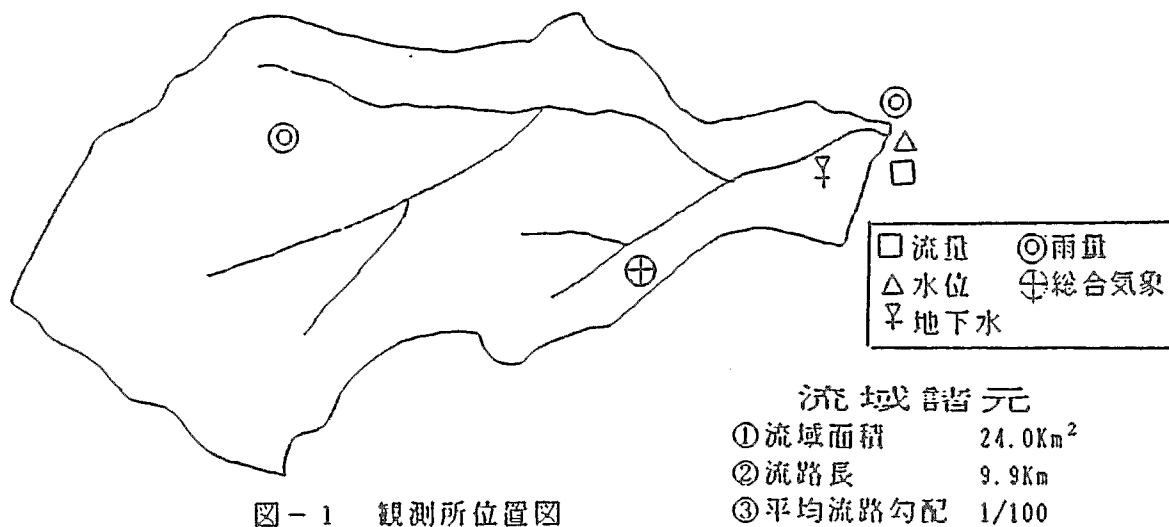 □流量 ◎雨量
△水位 ⊕総合気象
地下水
流域諸元
①流域面積 24.0Km²
②流路長 9.9Km
③平均流路勾配 1/100
図-1 観測所位置図